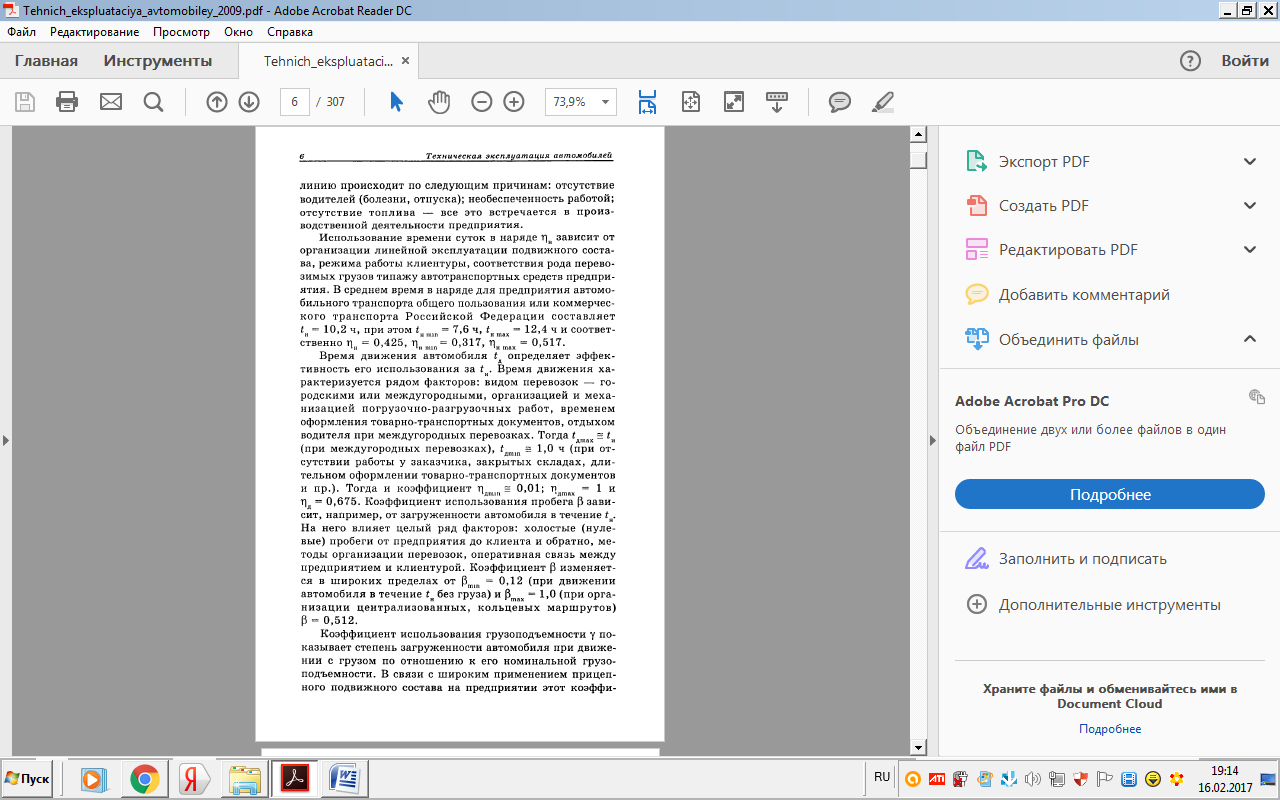 Tehnich_ekspluataciya_avtomobiley_2009.pdf - Adobe Acrobat Reader DC
Файл Редактирование Просмотр Окно Справка
Главная Инструменты Tehnich_ekspluataci... × Войти
6 / 307 73,9%
6 Техническая эксплуатация автомобилей
линию происходит по следующим причинам: отсутствие
водителей (болезни, отпуска); необеспеченность работой;
отсутствие топлива — все это встречается в произ-
водственной деятельности предприятия.
Использование времени суток в наряде ηн зависит от
организации линейной эксплуатации подвижного соста-
ва, режима работы клиентуры, соответствия рода перево-
зимых грузов типажу автотранспортных средств предпри-
ятия. В среднем время в наряде для предприятия автомо-
бильного транспорта общего пользования или коммерчес-
кого транспорта Российской Федерации составляет
tн = 10,2 ч, при этом tн min = 7,6 ч, tн max = 12,4 ч и соответ-
ственно ηн = 0,425, ηн min = 0,317, ηн max = 0,517.
Время движения автомобиля tд определяет эффек-
тивность его использования за tн. Время движения ха-
рактеризуется рядом факторов: видом перевозок — го-
родскими или междугородными, организацией и меха-
низацией погрузочно-разгрузочных работ, временем
оформления товарно-транспортных документов, отдыхом
водителя при междугородных перевозках. Тогда tдmax ≅ tн
(при междугородных перевозках), tдmin ≅ 1,0 ч (при от-
сутствии работы у заказчика, закрытых складах, дли-
тельном оформлении товарно-транспортных документов
и пр.). Тогда и коэффициент ηдmin ≅ 0,01; ηдmax = 1 и
ηд = 0,675. Коэффициент использования пробега β зави-
сит, например, от загруженности автомобиля в течение tн.
На него влияет целый ряд факторов: холостые (нуле-
вые) пробеги от предприятия до клиента и обратно, ме-
тоды организации перевозок, оперативная связь между
предприятием и клиентурой. Коэффициент β изменяет-
ся в широких пределах от βmin = 0,12 (при движении
автомобиля в течение tн без груза) и βmax = 1,0 (при орга-
низации централизованных, кольцевых маршрутов)
β = 0,512.
Коэффициент использования грузоподъемности γ по-
казывает степень загруженности автомобиля при движе-
нии с грузом по отношению к его номинальной грузо-
подъемности. В связи с широким применением прицеп-
ного подвижного состава на предприятии этот коэффи-
Экспорт PDF
Создать PDF
Редактировать PDF
Добавить комментарий
Объединить файлы
Adobe Acrobat Pro DC
Объединение двух или более файлов в один
файл PDF
Подробнее
Заполнить и подписать
Дополнительные инструменты
Храните файлы и обменивайтесь ими в
Document Cloud
Подробнее
Пуск RU 19:14
16.02.2017